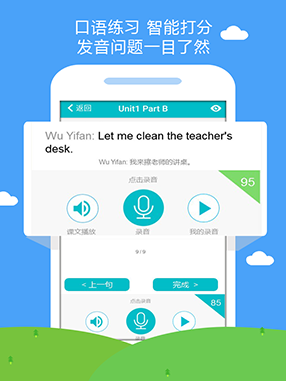 口语练习 智能打分
发音问题一目了然
返回
Unit1 Part B
Wu Yifan: Let me clean the teacher's
desk.
Wu Yifan: 我来擦老师的讲桌。
点击录音
95
课文播放
录音
我的录音
9 / 9
< 上一句
完成 >
点击录音
85
录音